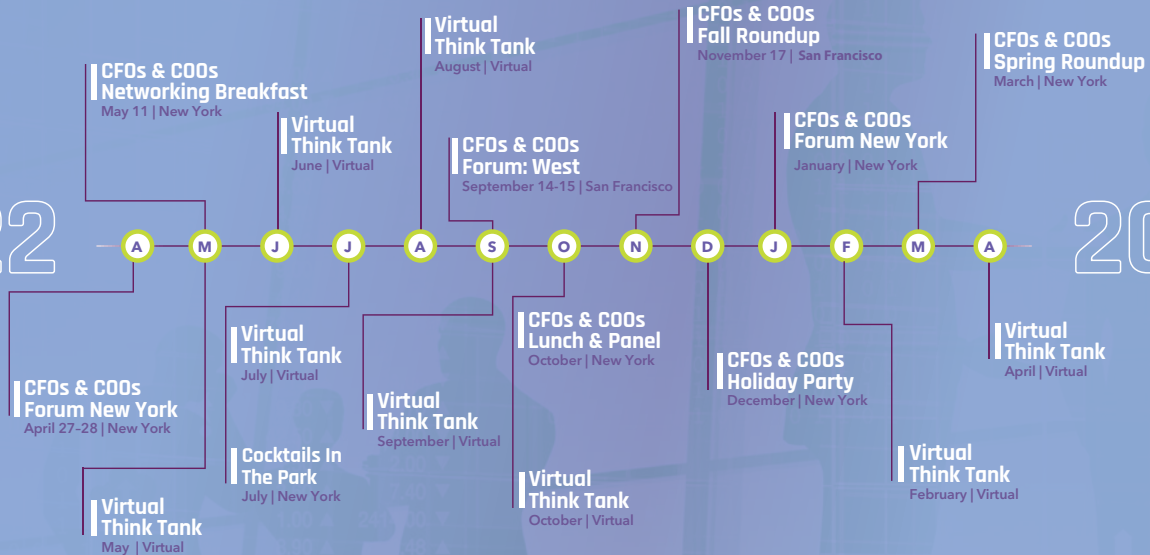 CFOs & COOs
Networking Breakfast
May 11 | New York
Virtual
Think Tank
June | Virtual
Virtual
Think Tank
August | Virtual
CFOs & COOs
Forum: West
September 14-15 | San Francisco
CFOs & COOs
Fall Roundup
November 17 | San Francisco
CFOs & COOs
Forum New York
January | New York
CFOs & COOs
Spring Roundup
March | New York
22
A M J J A S O N D J F M A
20
CFOs & COOs
Forum New York
April 27-28 | New York
Virtual
Think Tank
May | Virtual
Virtual
Think Tank
July | Virtual
Cocktails In
The Park
July | New York
Virtual
Think Tank
September | Virtual
CFOs & COOs
Lunch & Panel
October | New York
Virtual
Think Tank
October | Virtual
CFOs & COOs
Holiday Party
December | New York
Virtual
Think Tank
February | Virtual
Virtual
Think Tank
April | Virtual